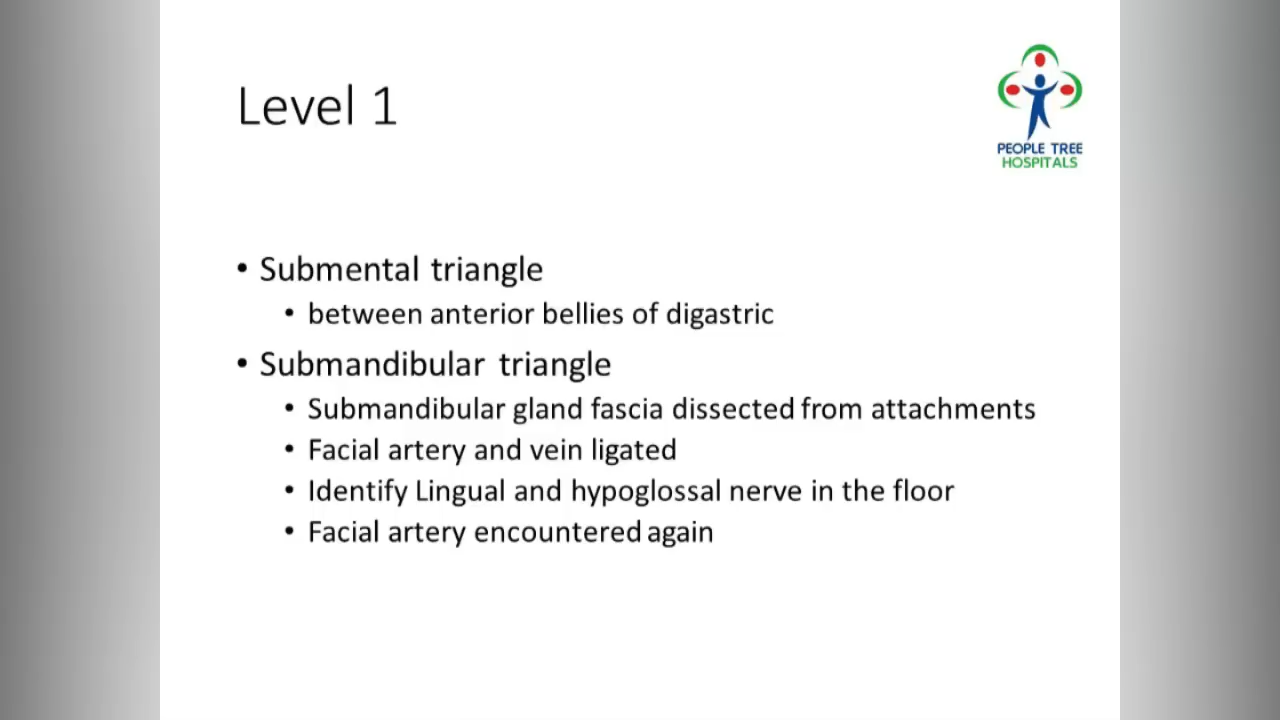 Level 1
PEOPLE TREE
HOSPITALS
• Submental triangle
• between anterior bellies of digastric
• Submandibular triangle
• Submandibular gland fascia dissected from attachments
• Facial artery and vein ligated
• Identify Lingual and hypoglossal nerve in the floor
• Facial artery encountered again